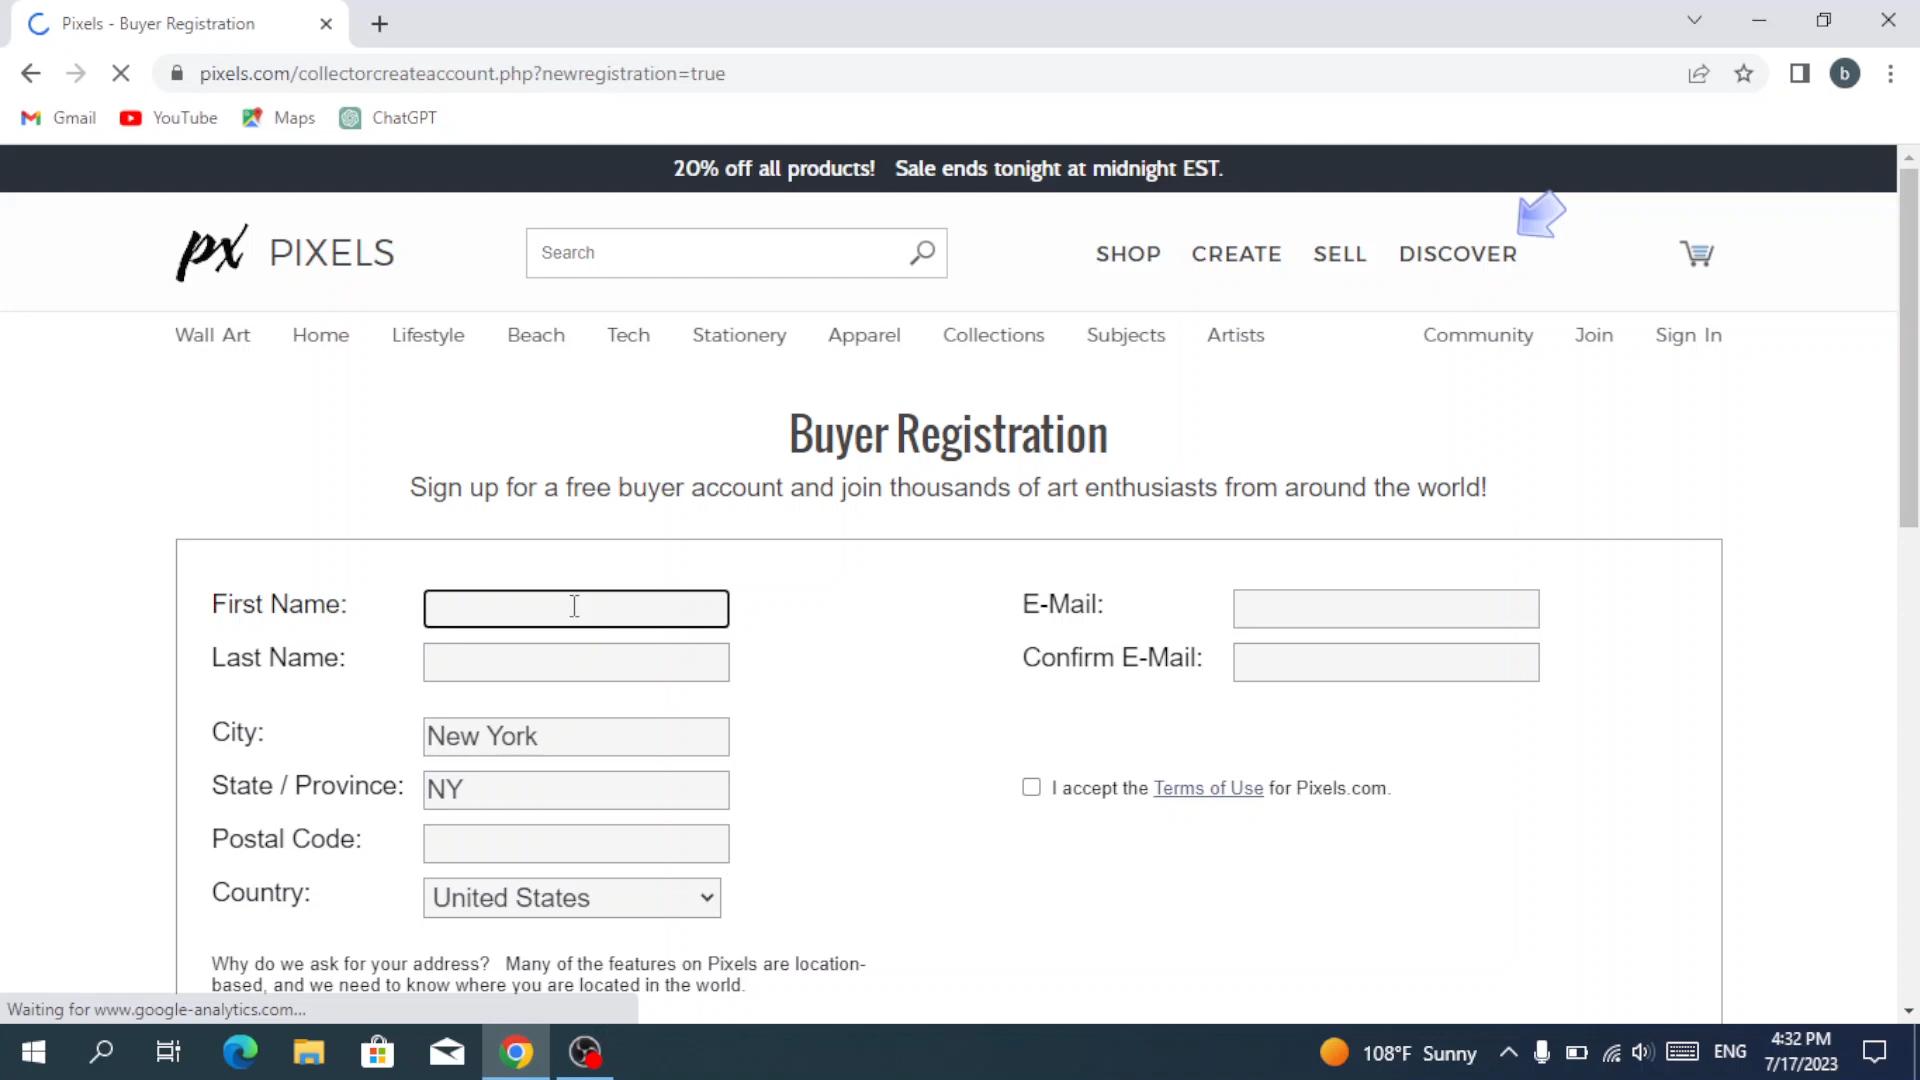 Pixels - Buyer Registration
pixels.com/collectorcreateaccount.php?newregistration=true
b
Gmail YouTube Maps ChatGPT
20% off all products! Sale ends tonight at midnight EST.
px PIXELS
Search
SHOP CREATE SELL DISCOVER
Wall Art Home Lifestyle Beach Tech Stationery Apparel Collections Subjects Artists Community Join Sign In
Buyer Registration
Sign up for a free buyer account and join thousands of art enthusiasts from around the world!
First Name: E-Mail:
Last Name: Confirm E-Mail:
City: New York
State / Province: NY
I accept the Terms of Use for Pixels.com.
Postal Code:
Country: United States
Why do we ask for your address? Many of the features on Pixels are location-
based, and we need to know where you are located in the world.
Waiting for www.google-analytics.com...
108°F Sunny ENG
4:32 PM
7/17/2023